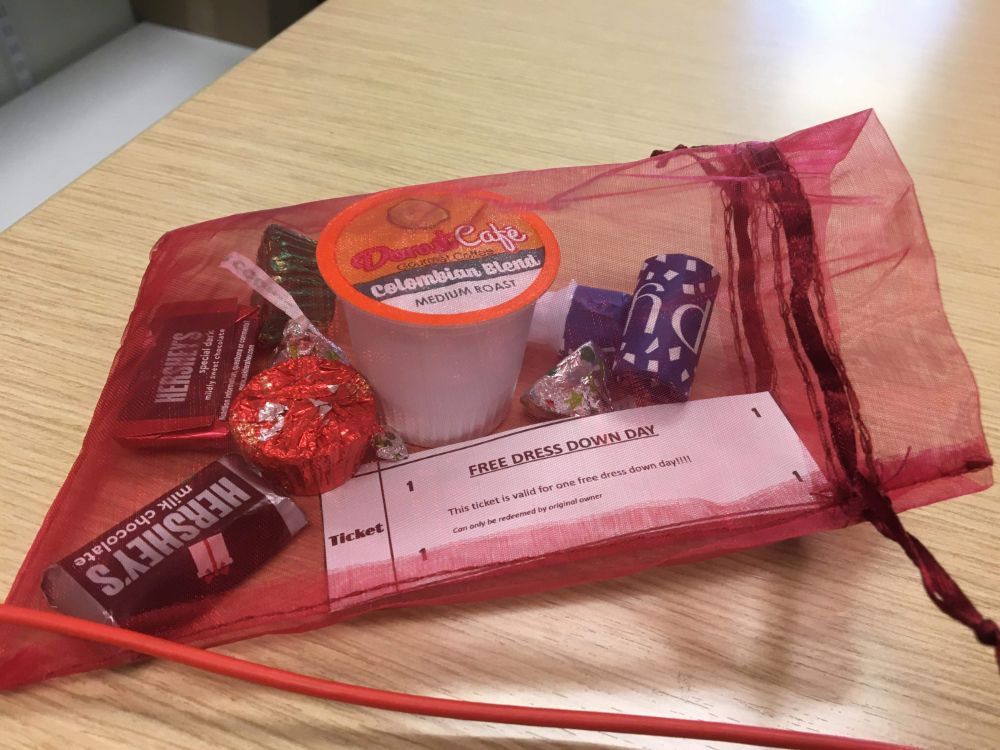 Donut Café
Gourmet Coffee
Colombian Blend
MEDIUM ROAST
HERSHEY'S
special dark
mildly sweet chocolate
HERSHEY'S
milk chocolate
FREE DRESS DOWN DAY
This ticket is valid for one free dress down day!!!!
Can only be redeemed by original owner
Ticket
1
1
1
1